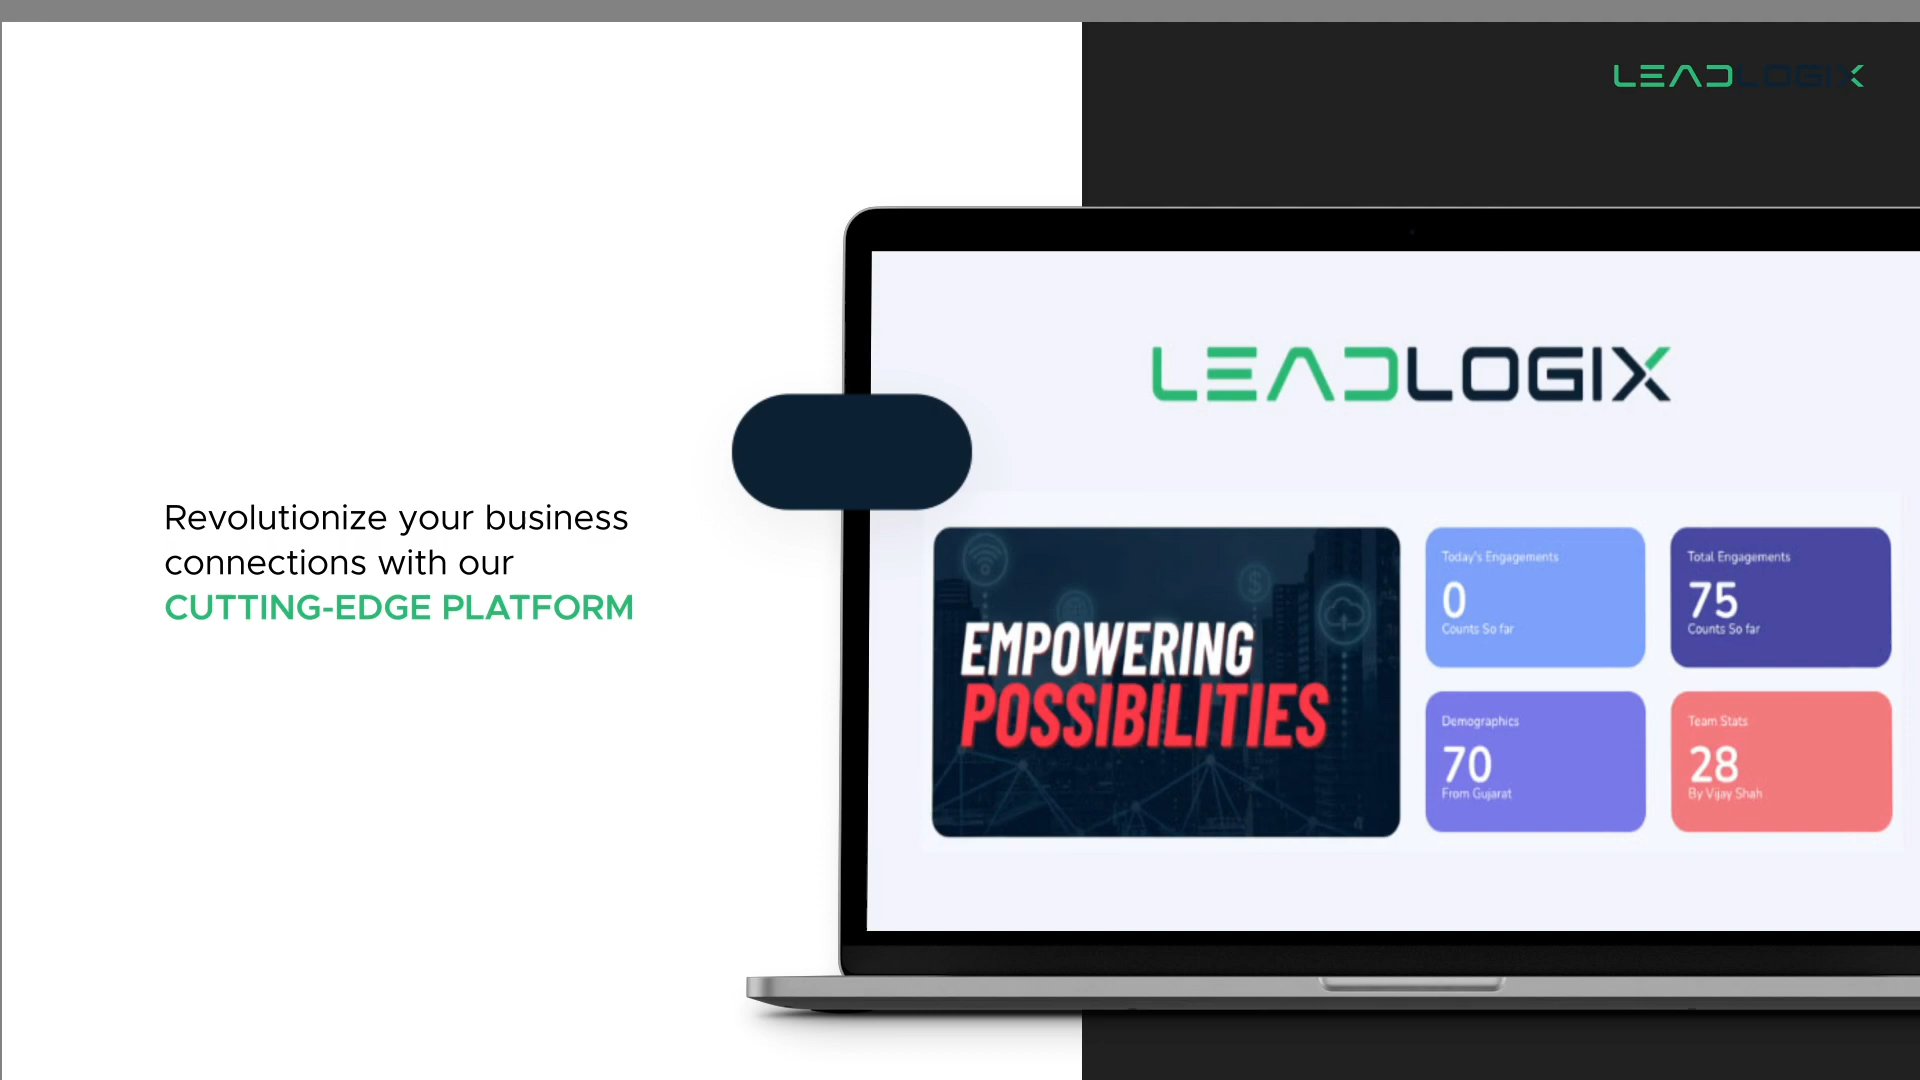 LEADLOGIX
Revolutionize your business
connections with our
CUTTING-EDGE PLATFORM
LEADLOGIX
EMPOWERING
POSSIBILITIES
Today's Engagements
0
Counts So far
Total Engagements
75
Counts So far
Demographics
70
From Gujarat
Team Stats
28
By Vijay Shah